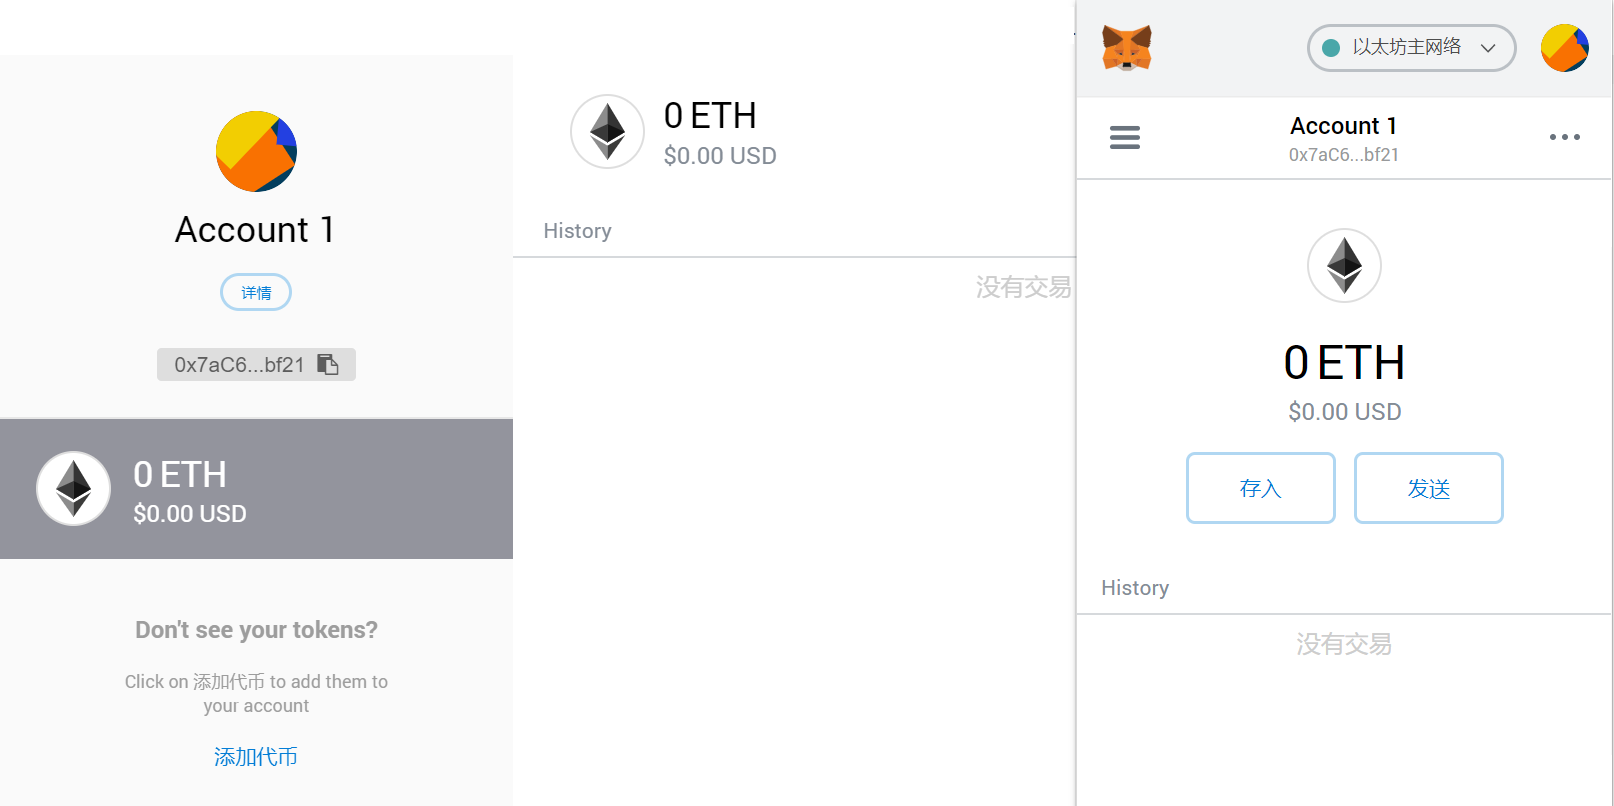 Account 1
详情
0x7aC6...bf21
0 ETH
$0.00 USD
Don't see your tokens?
Click on 添加代币 to add them to
your account
添加代币
0 ETH
$0.00 USD
History
没有交易
以太坊主网络
Account 1
0x7aC6...bf21
0 ETH
$0.00 USD
存入
发送
History
没有交易